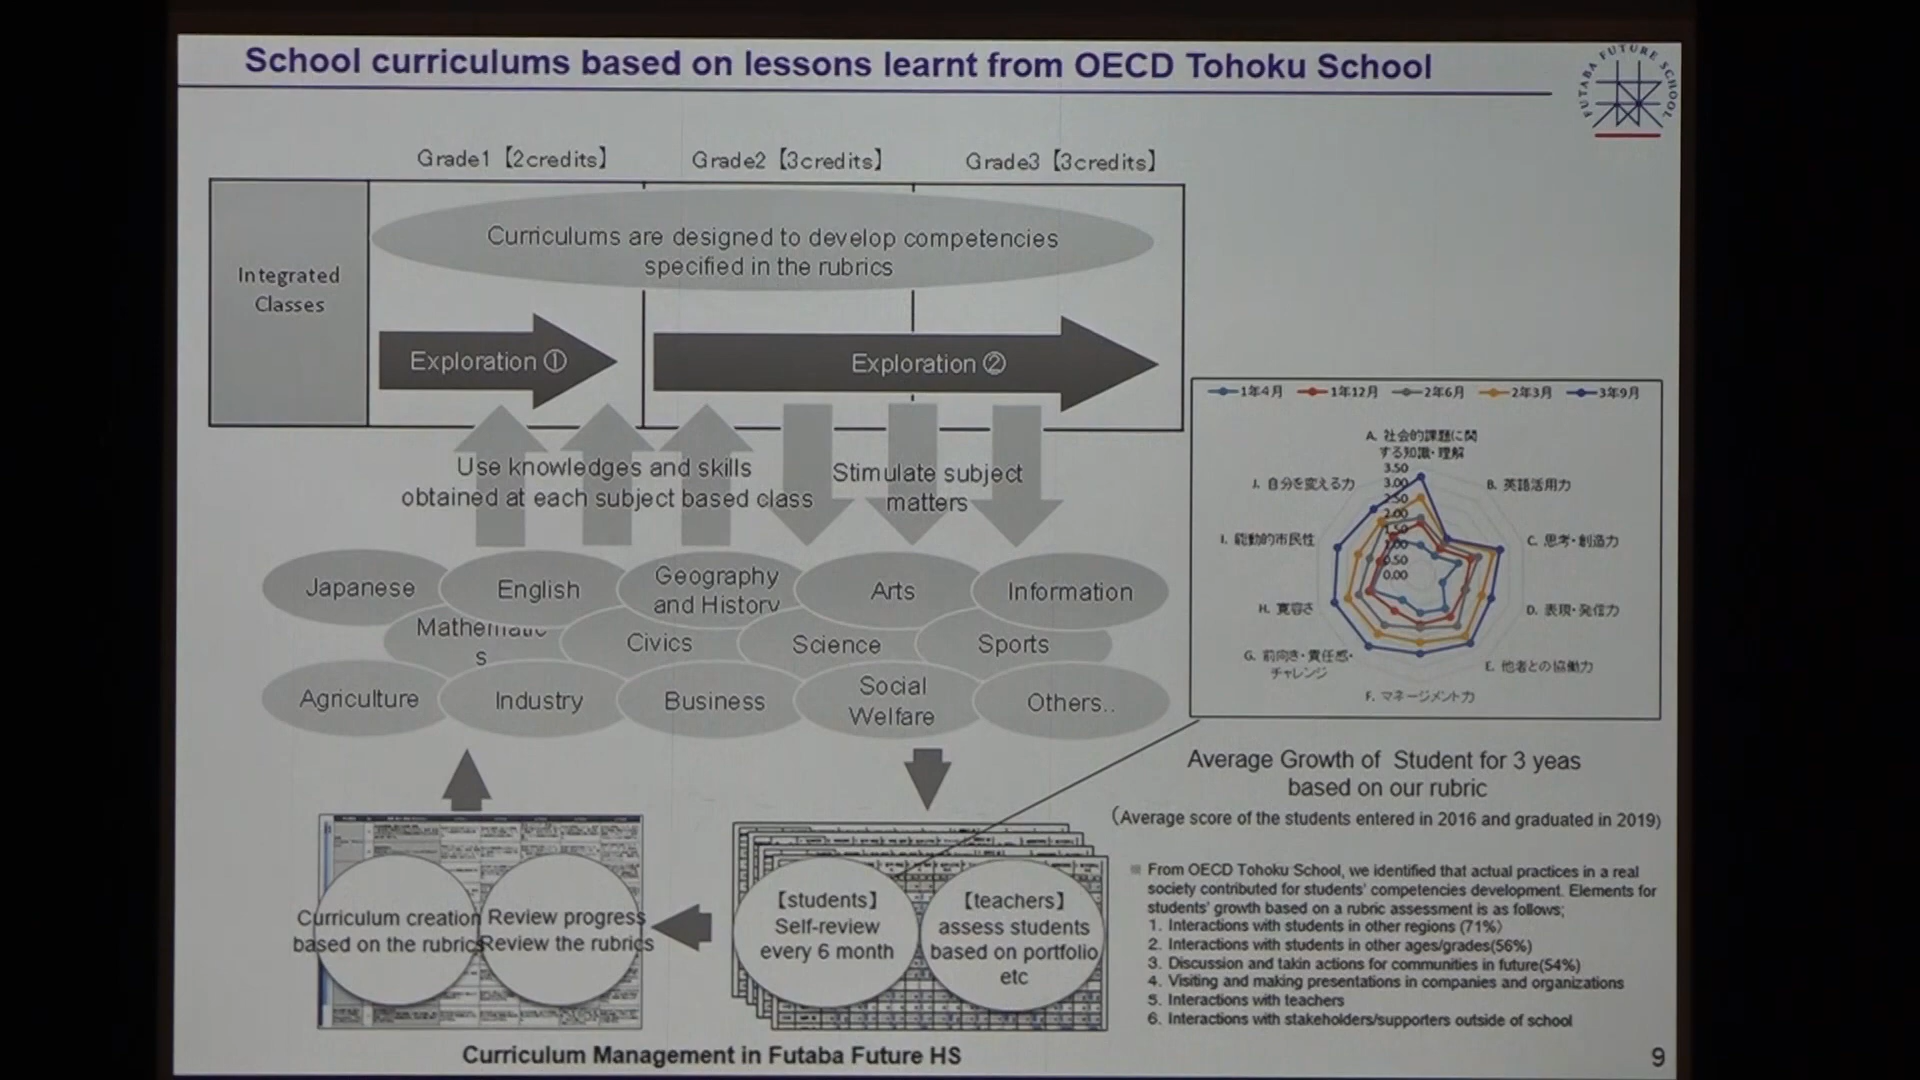 School curriculums based on lessons learnt from OECD Tohoku School
FUTABA FUTURE SCHOOL
Grade1【2credits】
Grade2【3credits】
Grade3【3credits】
Integrated
Classes
Curriculums are designed to develop competencies
specified in the rubrics
Exploration ①
Exploration ②
Use knowledges and skills
obtained at each subject based class
Stimulate subject
matters
Japanese
English
Geography
and History
Arts
Information
Mathematic
s
Civics
Science
Sports
Agriculture
Industry
Business
Social
Welfare
Others..
1年4月
1年12月
2年6月
2年3月
3年9月
A. 社会的課題に関
する知識・理解
B. 英語活用力
C. 思考・創造力
D. 表現・発信力
E. 他者との協働力
F. マネージメント力
G. 前向き・責任感・
チャレンジ
H. 寛容さ
I. 能動的市民性
J. 自分を変える力
3.50
3.00
2.50
2.00
1.50
1.00
0.50
0.00
Average Growth of Student for 3 yeas
based on our rubric
(Average score of the students entered in 2016 and graduated in 2019)
Curriculum creation
based on the rubrics
Review progress
Review the rubrics
【students】
Self-review
every 6 month
【teachers】
assess students
based on portfolio
etc
From OECD Tohoku School, we identified that actual practices in a real
society contributed for students' competencies development. Elements for
students' growth based on a rubric assessment is as follows;
1. Interactions with students in other regions (71%)
2. Interactions with students in other ages/grades(56%)
3. Discussion and takin actions for communities in future(54%)
4. Visiting and making presentations in companies and organizations
5. Interactions with teachers
6. Interactions with stakeholders/supporters outside of school
Curriculum Management in Futaba Future HS
9